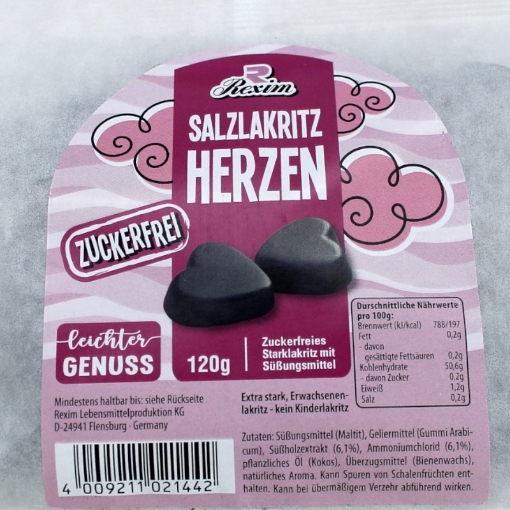 R
Rexim
SALZLAKRITZ
HERZEN
ZUCKERFREI
leichter
GENUSS
120g
Zuckerfreies
Starklakritz mit
Süßungsmittel
Durschnittliche Nährwerte
pro 100g:
Brennwert (kJ/kcal) 788/197
Fett 0,2g
- davon
gesättigte Fettsäuren 0,2g
Kohlenhydrate 50,6g
- davon Zucker 0,2g
Eiweiß 1,2g
Salz 0,2g
Mindestens haltbar bis: siehe Rückseite
Rexim Lebensmittelproduktion KG
D-24941 Flensburg · Germany
Extra stark, Erwachsenen-
lakritz - kein Kinderlakritz
Zutaten: Süßungsmittel (Maltit), Geliermittel (Gummi Arabi-
cum), Süßholzextrakt (6,1%), Ammoniumchlorid (6,1%),
pflanzliches Öl (Kokos), Überzugsmittel (Bienenwachs),
natürliches Aroma. Kann Spuren von Schalenfrüchten ent-
halten. Kann bei übermäßigem Verzehr abführend wirken.
4 009211 021442